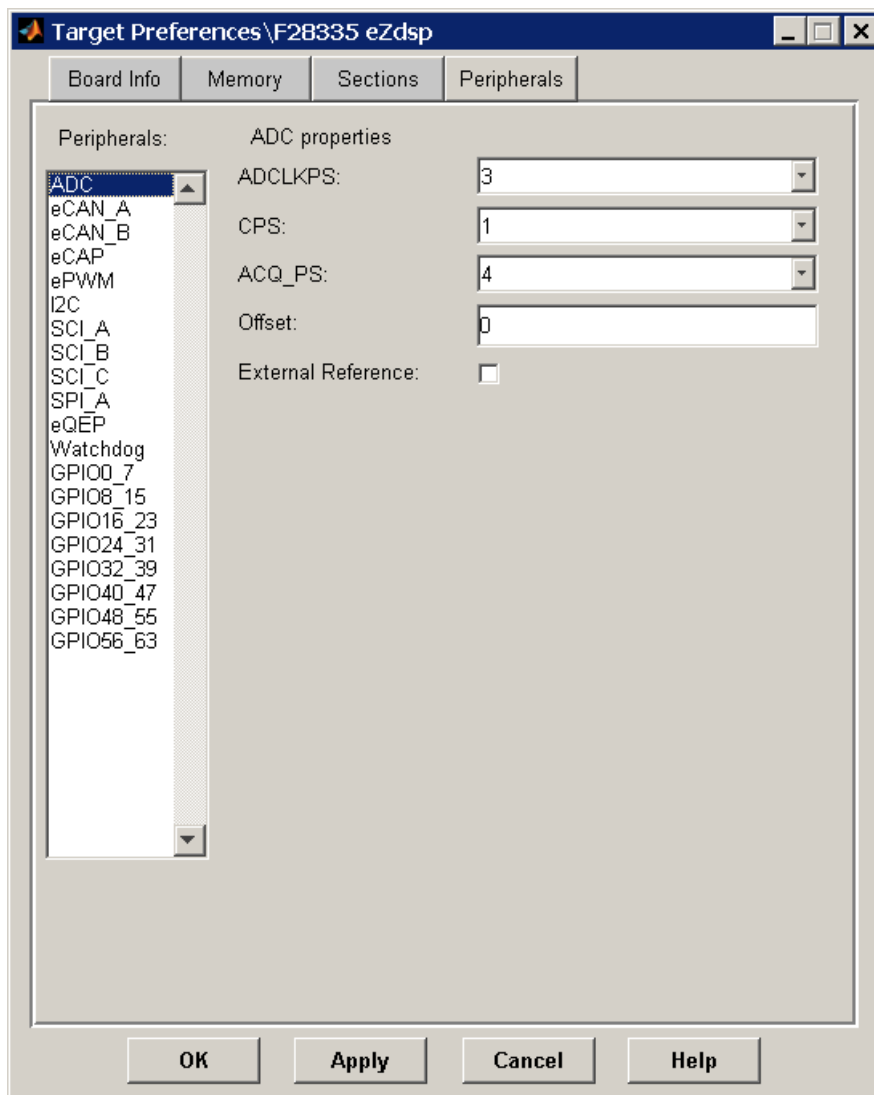 Target Preferences\F28335 eZdsp
Board Info Memory Sections Peripherals
Peripherals: ADC properties
ADC
eCAN_A
eCAN_B
eCAP
ePWM
I2C
SCI_A
SCI_B
SCI_C
SPI_A
eQEP
Watchdog
GPIO0_7
GPIO8_15
GPIO16_23
GPIO24_31
GPIO32_39
GPIO40_47
GPIO48_55
GPIO56_63
ADCLKPS: 3
CPS: 1
ACQ_PS: 4
Offset: 0
External Reference:
OK Apply Cancel Help